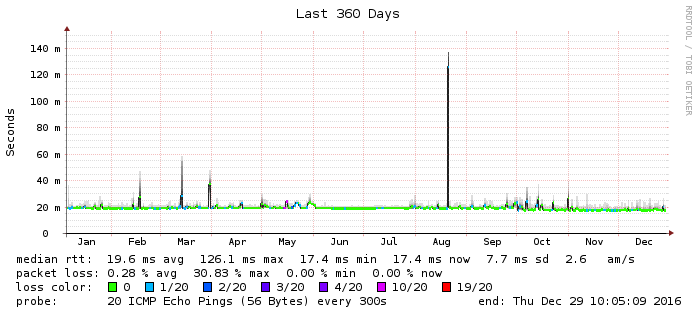 Last 360 Days
RRDTOOL / TOBI OETIKER
Seconds
140 m
120 m
100 m
80 m
60 m
40 m
20 m
0
Jan Feb Mar Apr May Jun Jul Aug Sep Oct Nov Dec
median rtt: 19.6 ms avg 126.1 ms max 17.4 ms min 17.4 ms now 7.7 ms sd 2.6 am/s
packet loss: 0.28 % avg 30.83 % max 0.00 % min 0.00 % now
loss color: 0 1/20 2/20 3/20 4/20 10/20 19/20
probe: 20 ICMP Echo Pings (56 Bytes) every 300s end: Thu Dec 29 10:05:09 2016